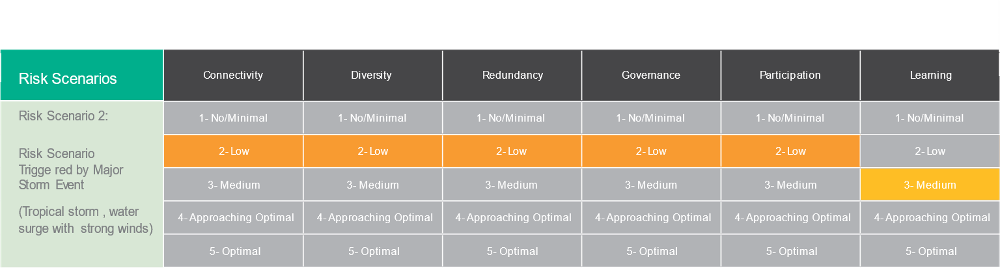 Risk Scenarios
Connectivity
Diversity
Redundancy
Governance
Participation
Learning
Risk Scenario 2:
Risk Scenario
Trigge red by Major
Storm Event
(Tropical storm , water
surge with strong winds)
1- No/Minimal
1- No/Minimal
1- No/Minimal
1- No/Minimal
1- No/Minimal
1- No/Minimal
2- Low
2- Low
2- Low
2- Low
2- Low
2- Low
3- Medium
3- Medium
3- Medium
3- Medium
3- Medium
3- Medium
4- Approaching Optimal
4- Approaching Optimal
4- Approaching Optimal
4- Approaching Optimal
4- Approaching Optimal
4- Approaching Optimal
5- Optimal
5- Optimal
5- Optimal
5- Optimal
5- Optimal
5- Optimal